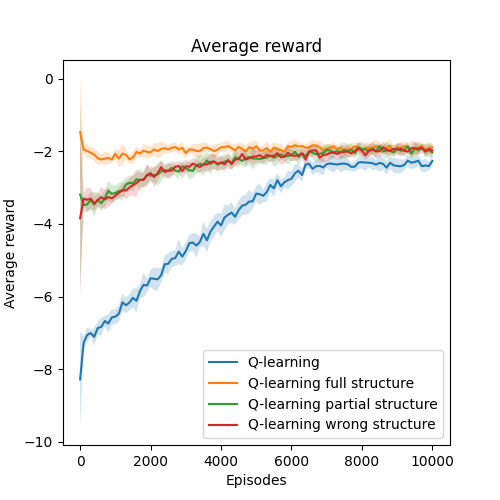 Average reward
0
−2
−4
−6
−8
−10
Average reward
Q-learning
Q-learning full structure
Q-learning partial structure
Q-learning wrong structure
0 2000 4000 6000 8000 10000
Episodes